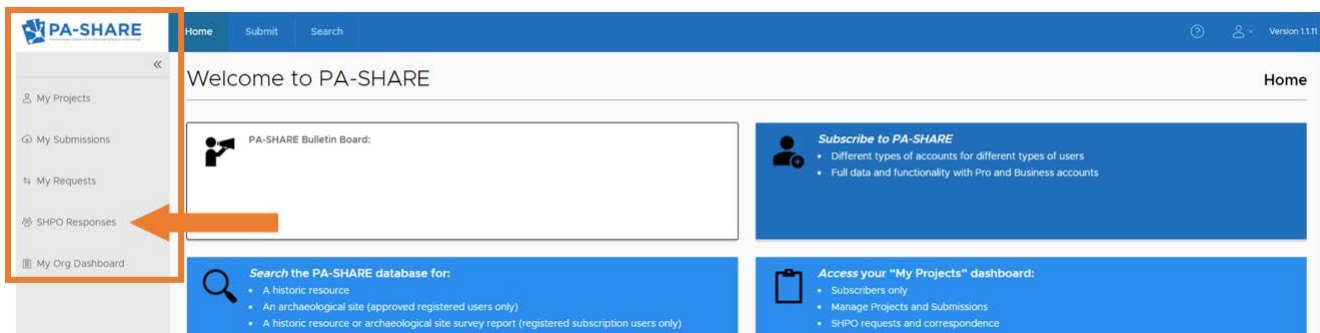 PA-SHARE
Home Submit Search
Version 1.1.11
«
My Projects
My Submissions
My Requests
SHPO Responses
My Org Dashboard
Welcome to PA-SHARE
Home
PA-SHARE Bulletin Board:
Subscribe to PA-SHARE
• Different types of accounts for different types of users
• Full data and functionality with Pro and Business accounts
Search the PA-SHARE database for:
• A historic resource
• An archaeological site (approved registered users only)
• A historic resource or archaeological site survey report (registered subscription users only)
Access your “My Projects” dashboard:
• Subscribers only
• Manage Projects and Submissions
• SHPO requests and correspondence